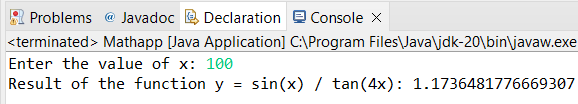 Problems @ Javadoc Declaration Console ×
<terminated> Mathapp [Java Application] C:\Program Files\Java\jdk-20\bin\javaw.exe
Enter the value of x: 100
Result of the function y = sin(x) / tan(4x): 1.1736481776669307